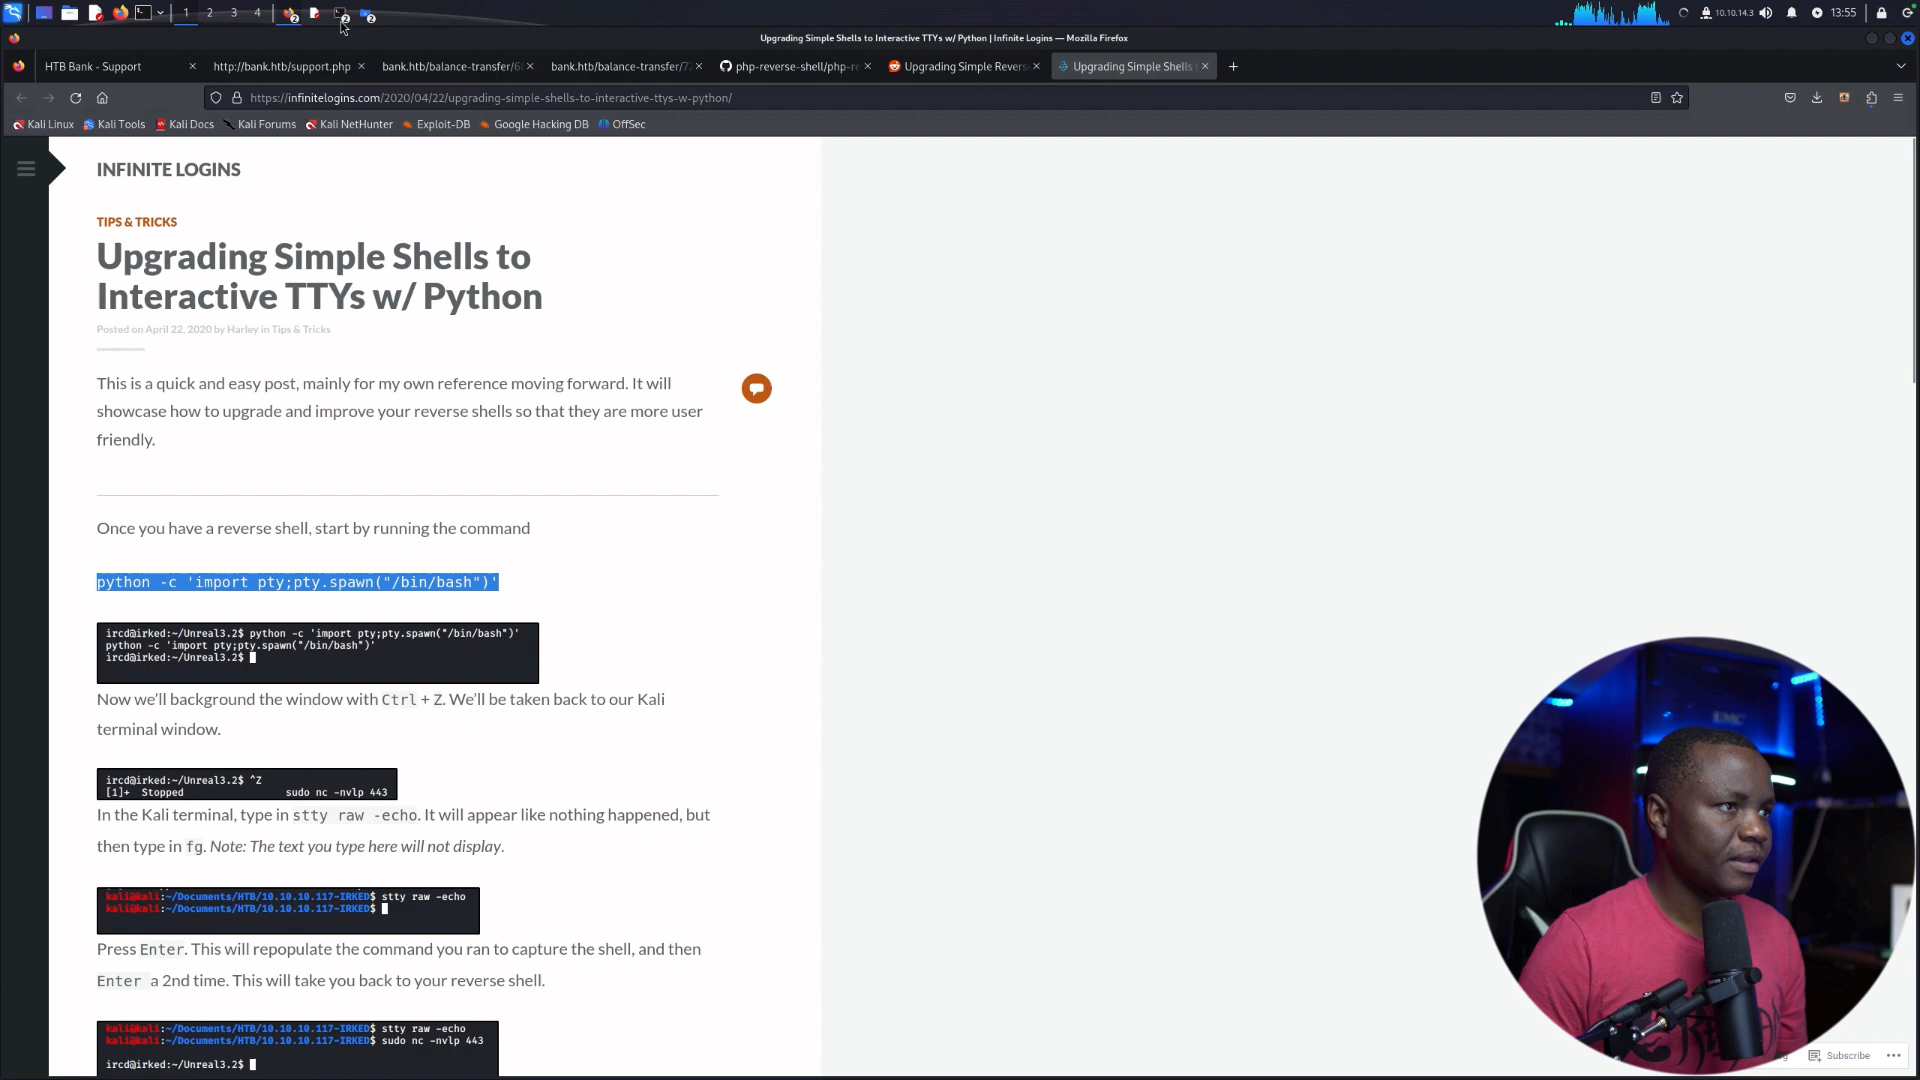 1 2 3 4
2 2 2
10.10.14.3 13:55
Upgrading Simple Shells to Interactive TTYs w/ Python | Infinite Logins — Mozilla Firefox
HTB Bank - Support
http://bank.htb/support.php
bank.htb/balance-transfer/6
bank.htb/balance-transfer/7
php-reverse-shell/php-re
Upgrading Simple Revers
Upgrading Simple Shells
https://infinitelogins.com/2020/04/22/upgrading-simple-shells-to-interactive-ttys-w-python/
Kali Linux Kali Tools Kali Docs Kali Forums Kali NetHunter Exploit-DB Google Hacking DB OffSec
INFINITE LOGINS
TIPS & TRICKS
Upgrading Simple Shells to
Interactive TTYs w/ Python
Posted on April 22, 2020 by Harley in Tips & Tricks
This is a quick and easy post, mainly for my own reference moving forward. It will
showcase how to upgrade and improve your reverse shells so that they are more user
friendly.
Once you have a reverse shell, start by running the command
python -c 'import pty;pty.spawn("/bin/bash")'
ircd@irked:~/Unreal3.2$ python -c 'import pty;pty.spawn("/bin/bash")'
python -c 'import pty;pty.spawn("/bin/bash")'
ircd@irked:~/Unreal3.2$
Now we'll background the window with Ctrl + Z. We'll be taken back to our Kali
terminal window.
ircd@irked:~/Unreal3.2$ ^Z
[1]+ Stopped sudo nc -nvlp 443
In the Kali terminal, type in stty raw -echo. It will appear like nothing happened, but
then type in fg. Note: The text you type here will not display.
kali@kali:~/Documents/HTB/10.10.10.117-IRKED$ stty raw -echo
kali@kali:~/Documents/HTB/10.10.10.117-IRKED$
Press Enter. This will repopulate the command you ran to capture the shell, and then
Enter a 2nd time. This will take you back to your reverse shell.
kali@kali:~/Documents/HTB/10.10.10.117-IRKED$ stty raw -echo
kali@kali:~/Documents/HTB/10.10.10.117-IRKED$ sudo nc -nvlp 443
ircd@irked:~/Unreal3.2$
Subscribe